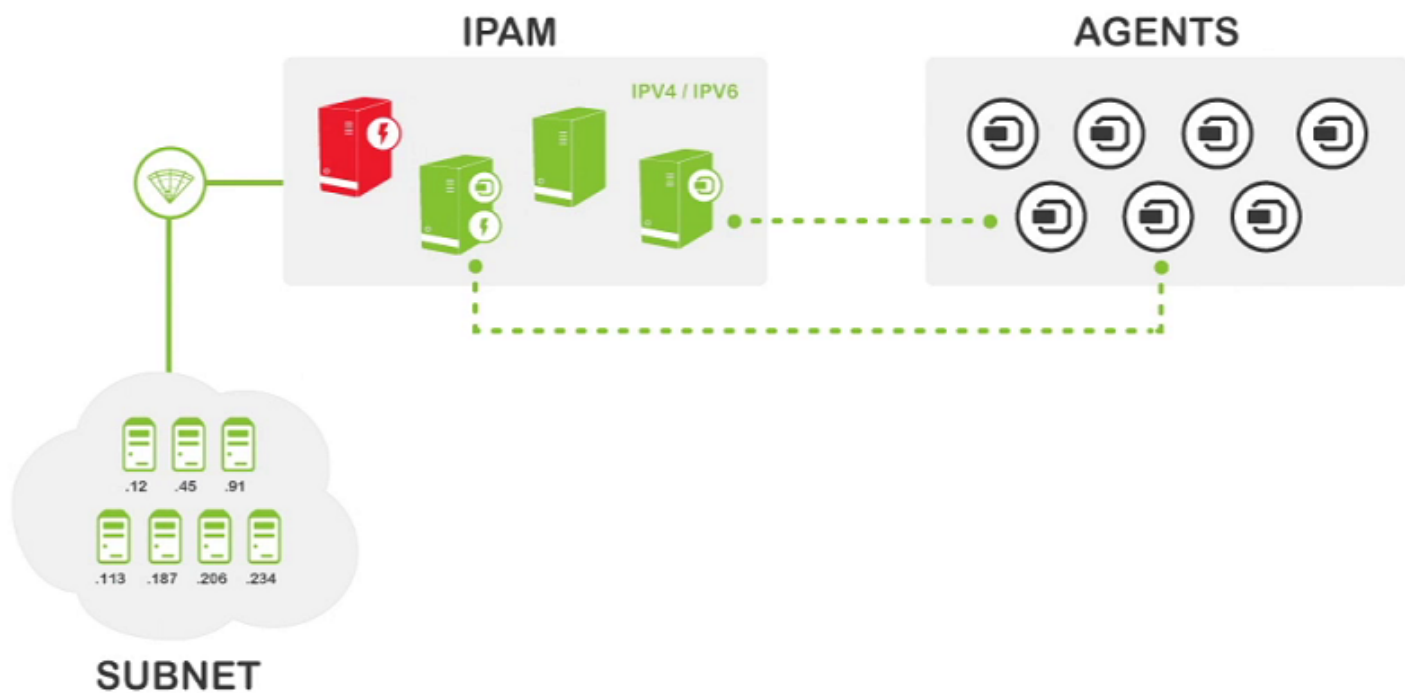 IPAM
AGENTS
IPV4 / IPV6
.12 .45 .91
.113 .187 .206 .234
SUBNET